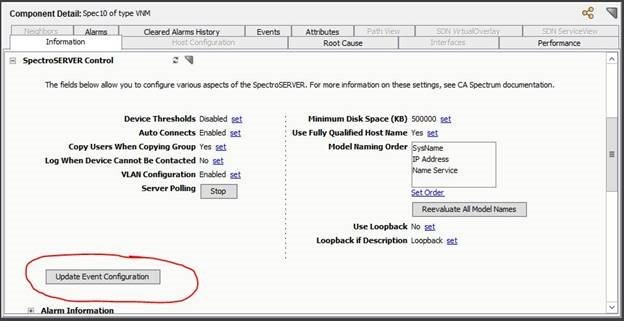 Component Detail: Spec10 of type VNM
Neighbors Alarms Cleared Alarms History Events Attributes Path View SDN VirtualOverlay SDN ServiceView
Information Host Configuration Root Cause Interfaces Performance
SpectroSERVER Control
The fields below allow you to configure various aspects of the SpectroSERVER. For more information on these settings, see CA Spectrum documentation.
Device Thresholds Disabled set
Auto Connects Enabled set
Copy Users When Copying Group Yes set
Log When Device Cannot Be Contacted No set
VLAN Configuration Enabled set
Server Polling Stop
Minimum Disk Space (KB) 500000 set
Use Fully Qualified Host Name Yes set
Model Naming Order SysName
IP Address
Name Service
Set Order
Reevaluate All Model Names
Use Loopback No set
Loopback if Description Loopback set
Update Event Configuration
Alarm Information